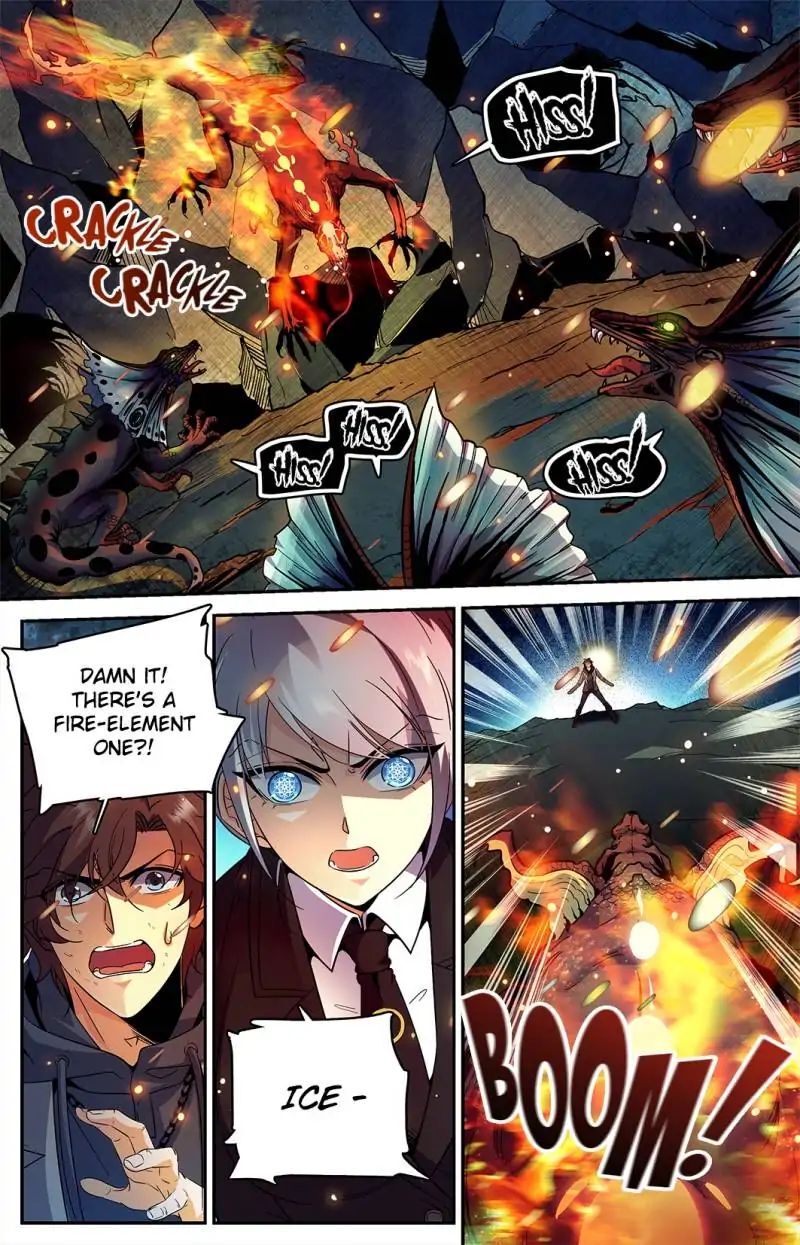 HISS!
CRACKLE
CRACKLE
HISS!
HISS!
HISS!
DAMN IT!
THERE'S A
FIRE-ELEMENT
ONE?!
ICE -
BOOM!